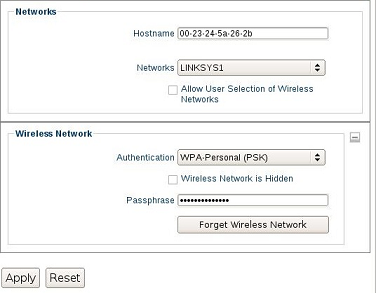 Networks
Hostname 00-23-24-5a-26-2b
Networks LINKSYS1
Allow User Selection of Wireless
Networks
Wireless Network
Authentication WPA-Personal (PSK)
Wireless Network is Hidden
Passphrase ••••••••••••••
Forget Wireless Network
Apply Reset